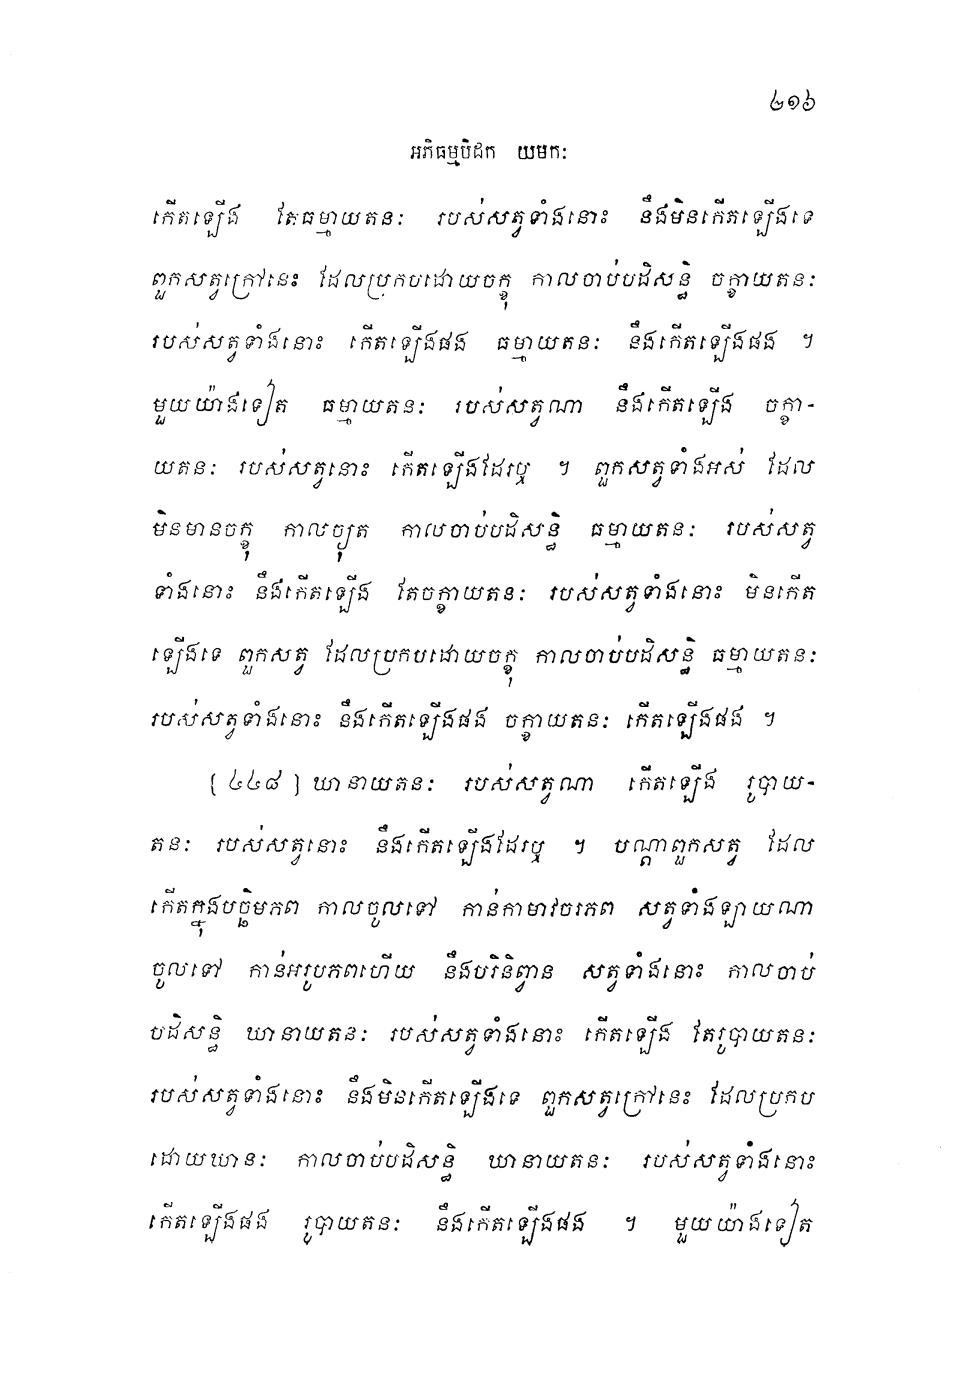 ៤១៦
អភិធម្មបិដក យមកៈ
កើតឡើង តែធម្មាយតនៈ របស់សត្វទាំងនោះ នឹងមិនកើតឡើងទេ
ពួកសត្វក្រៅនេះ ដែលប្រកបដោយចក្ខុ កាលចាប់បដិសន្ធិ ចក្ខាយតនៈ
របស់សត្វទាំងនោះ កើតឡើងផង ធម្មាយតនៈ នឹងកើតឡើងផង ។
មួយយ៉ាងទៀត ធម្មាយតនៈ របស់សត្វណា នឹងកើតឡើង ចក្ខា-
យតនៈ របស់សត្វនោះ កើតឡើងដែរឬ ។ ពួកសត្វទាំងអស់ ដែល
មិនមានចក្ខុ កាលច្យុត កាលចាប់បដិសន្ធិ ធម្មាយតនៈ របស់សត្វ
ទាំងនោះ នឹងកើតឡើង តែចក្ខាយតនៈ របស់សត្វទាំងនោះ មិនកើត
ឡើងទេ ពួកសត្វ ដែលប្រកបដោយចក្ខុ កាលចាប់បដិសន្ធិ ធម្មាយតនៈ
របស់សត្វទាំងនោះ នឹងកើតឡើងផង ចក្ខាយតនៈ កើតឡើងផង ។
[ ៤៤៨ ] ឃានាយតនៈ របស់សត្វណា កើតឡើង រូបាយ-
តនៈ របស់សត្វនោះ នឹងកើតឡើងដែរឬ ។ បណ្តាពួកសត្វ ដែល
កើតក្នុងបច្ឆិមភព កាលចូលទៅ កាន់កាមាវចរភព សត្វទាំងឡាយណា
ចូលទៅ កាន់អរូបភពហើយ នឹងបរិនិព្វាន សត្វទាំងនោះ កាលចាប់
បដិសន្ធិ ឃានាយតនៈ របស់សត្វទាំងនោះ កើតឡើង តែរូបាយតនៈ
របស់សត្វទាំងនោះ នឹងមិនកើតឡើងទេ ពួកសត្វក្រៅនេះ ដែលប្រកប
ដោយឃានៈ កាលចាប់បដិសន្ធិ ឃានាយតនៈ របស់សត្វទាំងនោះ
កើតឡើងផង រូបាយតនៈ នឹងកើតឡើងផង ។ មួយយ៉ាងទៀត